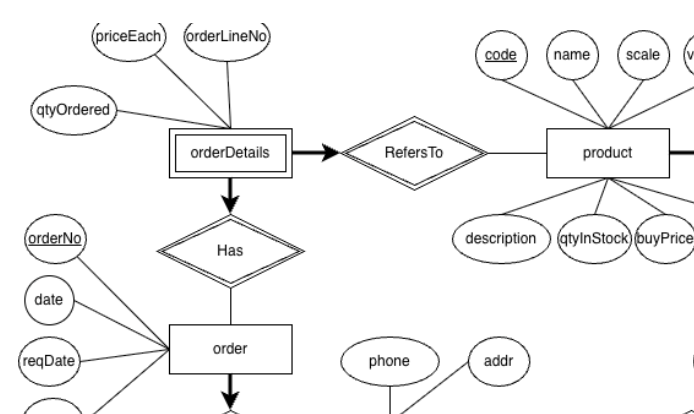 priceEach
orderLineNo
code
name
scale
qtyOrdered
orderDetails
RefersTo
product
orderNo
Has
description
qtyInStock
buyPrice
date
order
reqDate
phone
addr